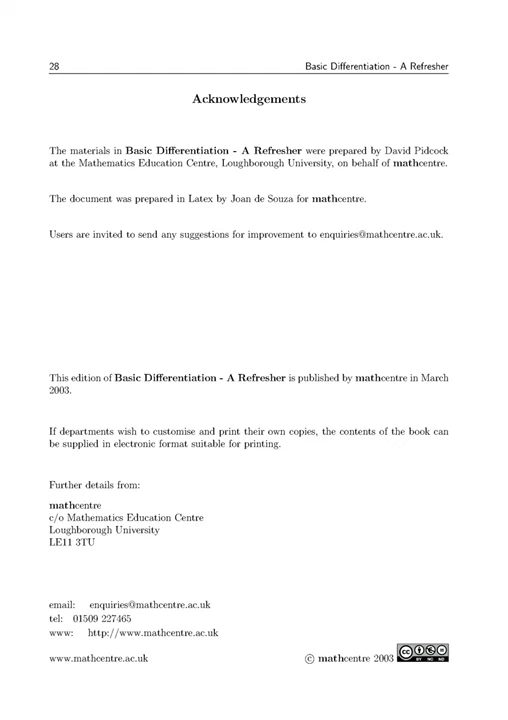 28 Basic Differentiation - A Refresher
Acknowledgements
The materials in Basic Differentiation - A Refresher were prepared by David Pidcock
at the Mathematics Education Centre, Loughborough University, on behalf of mathcentre.
The document was prepared in Latex by Joan de Souza for mathcentre.
Users are invited to send any suggestions for improvement to enquiries@mathcentre.ac.uk.
This edition of Basic Differentiation - A Refresher is published by mathcentre in March
2003.
If departments wish to customise and print their own copies, the contents of the book can
be supplied in electronic format suitable for printing.
Further details from:
mathcentre
c/o Mathematics Education Centre
Loughborough University
LE11 3TU
email: enquiries@mathcentre.ac.uk
tel: 01509 227465
www: http://www.mathcentre.ac.uk
www.mathcentre.ac.uk © mathcentre 2003 cc BY NC ND